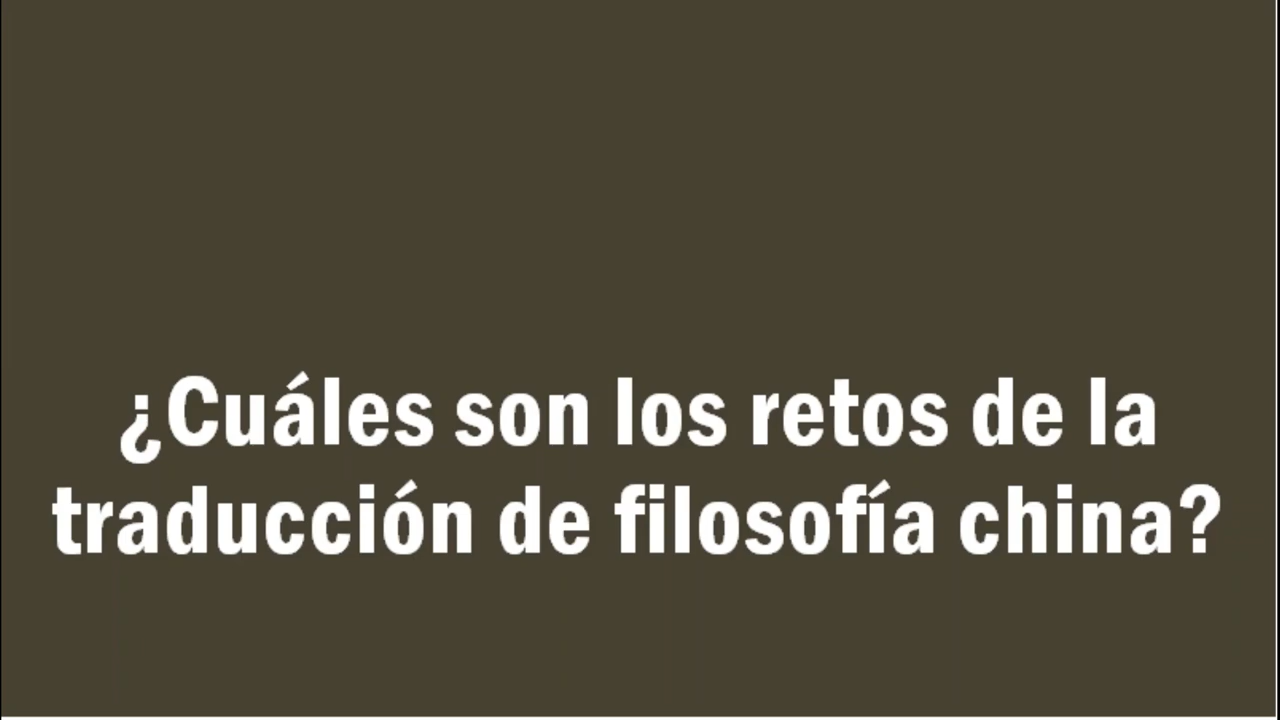 ¿Cuáles son los retos de la
traducción de filosofía china?